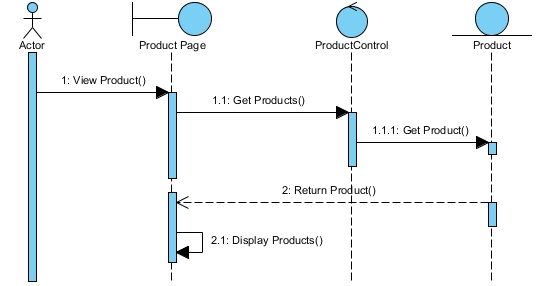 Actor
Product Page
ProductControl
Product
1: View Product()
1.1: Get Products()
1.1.1: Get Product()
2: Return Product()
2.1: Display Products()